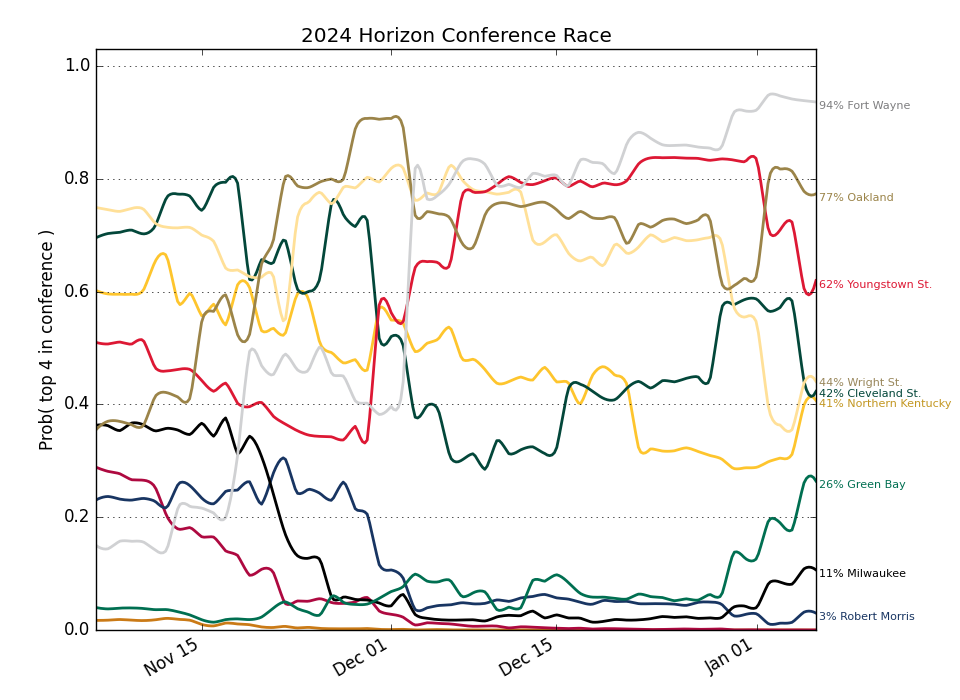 2024 Horizon Conference Race
Prob( top 4 in conference )
1.0
0.8
0.6
0.4
0.2
0.0
Nov 15
Dec 01
Dec 15
Jan 01
94% Fort Wayne
77% Oakland
62% Youngstown St.
44% Wright St.
42% Cleveland St.
41% Northern Kentucky
26% Green Bay
11% Milwaukee
3% Robert Morris